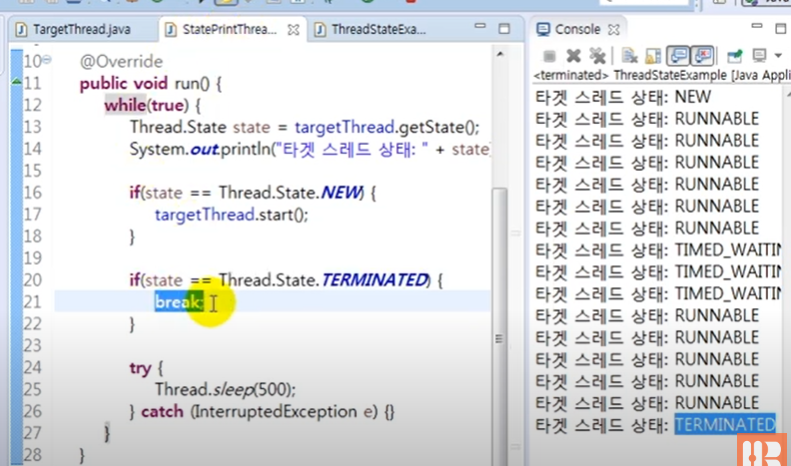 TargetThread.java
StatePrintThrea...
ThreadStateExa...
10 @Override
11 public void run() {
12 while(true) {
13 Thread.State state = targetThread.getState();
14 System.out.println("타겟 스레드 상태: " + state
15
16 if(state == Thread.State.NEW) {
17 targetThread.start();
18 }
19
20 if(state == Thread.State.TERMINATED) {
21 break;
22 }
23
24 try {
25 Thread.sleep(500);
26 } catch (InterruptedException e) {}
27 }
28 }
Console
<terminated> ThreadStateExample [Java Appli
타겟 스레드 상태: NEW
타겟 스레드 상태: RUNNABLE
타겟 스레드 상태: RUNNABLE
타겟 스레드 상태: RUNNABLE
타겟 스레드 상태: RUNNABLE
타겟 스레드 상태: RUNNABLE
타겟 스레드 상태: RUNNABLE
타겟 스레드 상태: TIMED_WAITIN
타겟 스레드 상태: TIMED_WAITIN
타겟 스레드 상태: TIMED_WAITIN
타겟 스레드 상태: RUNNABLE
타겟 스레드 상태: RUNNABLE
타겟 스레드 상태: RUNNABLE
타겟 스레드 상태: RUNNABLE
타겟 스레드 상태: RUNNABLE
타겟 스레드 상태: TERMINATED